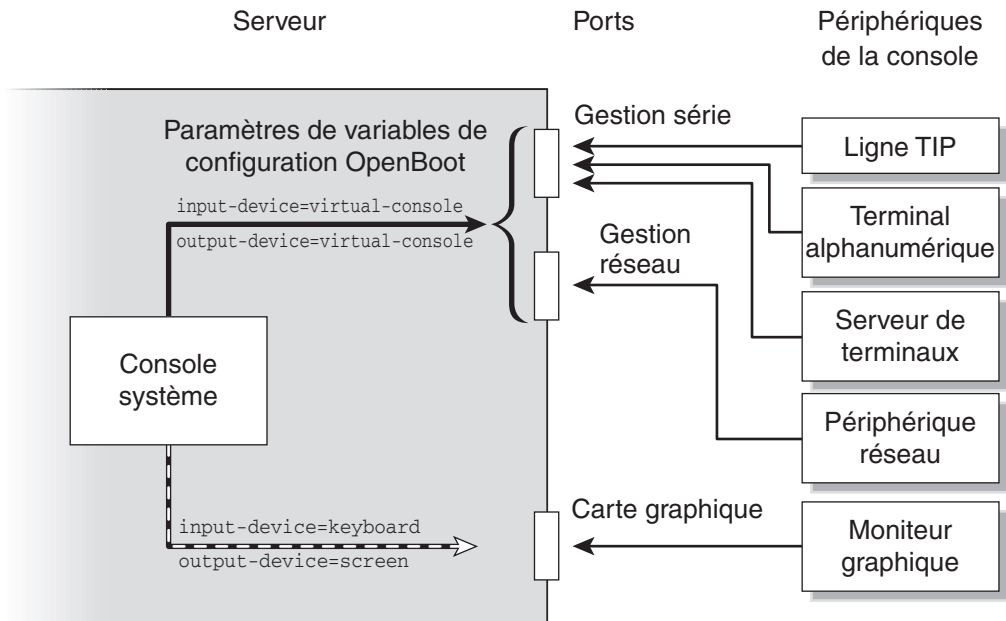 Serveur
Ports
Périphériques
de la console
Paramètres de variables de
configuration OpenBoot
input-device=virtual-console
output-device=virtual-console
Console
système
input-device=keyboard
output-device=screen
Gestion série
Gestion
réseau
Carte graphique
Ligne TIP
Terminal
alphanumérique
Serveur de
terminaux
Périphérique
réseau
Moniteur
graphique